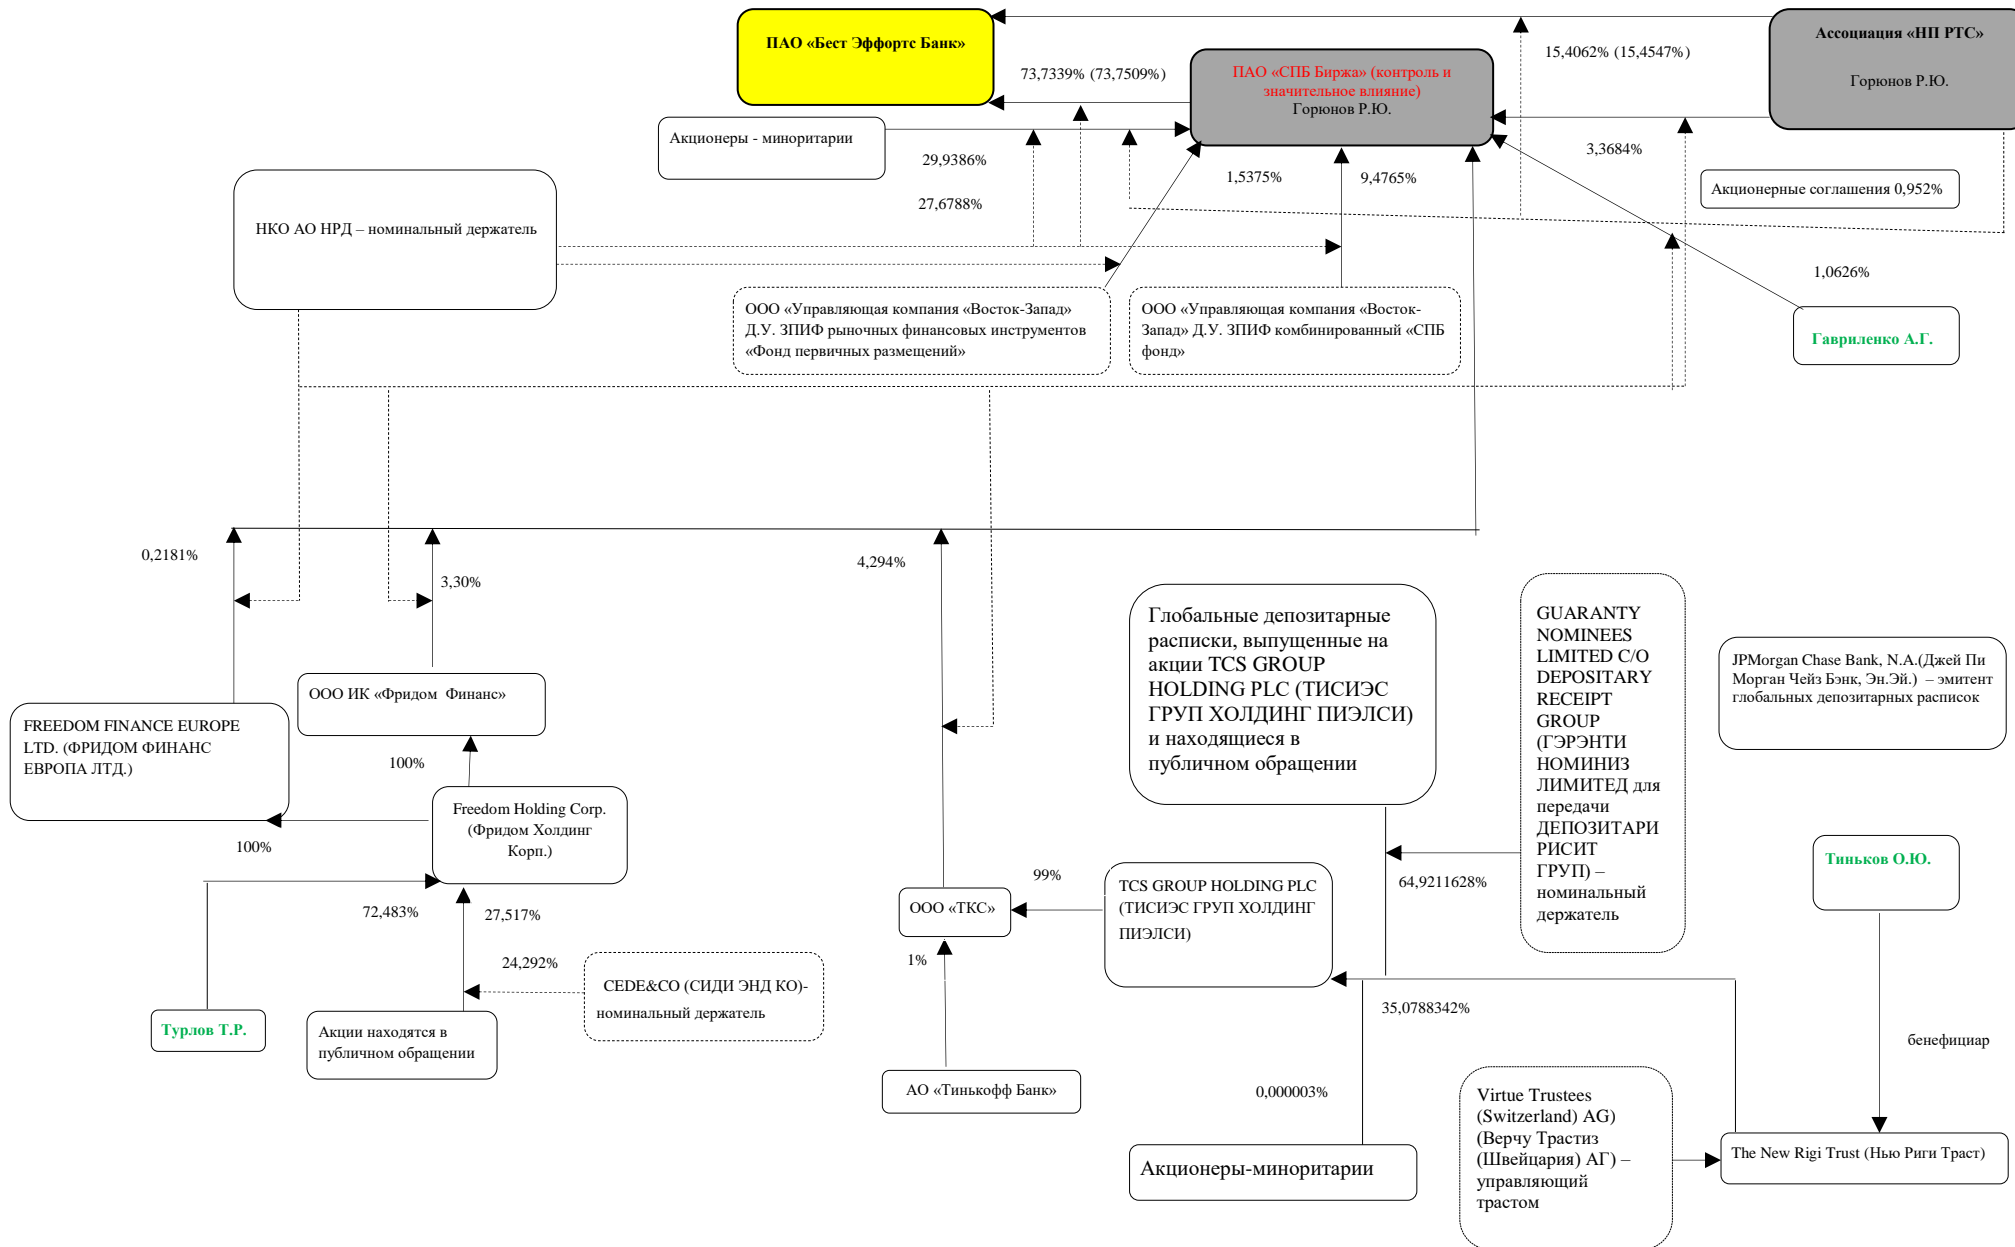 ПАО «Бест Эффортс Банк»
Ассоциация «НП РТС»
Горюнов Р.Ю.
15,4062% (15,4547%)
73,7339% (73,7509%)
ПАО «СПБ Биржа» (контроль и
значительное влияние)
Горюнов Р.Ю.
Акционеры - миноритарии
29,9386%
27,6788%
1,5375%
9,4765%
3,3684%
Акционерные соглашения 0,952%
НКО АО НРД – номинальный держатель
1,0626%
ООО «Управляющая компания «Восток-Запад»
Д.У. ЗПИФ рыночных финансовых инструментов
«Фонд первичных размещений»
ООО «Управляющая компания «Восток-
Запад» Д.У. ЗПИФ комбинированный «СПБ
фонд»
Гавриленко А.Г.
0,2181%
3,30%
4,294%
Глобальные депозитарные
расписки, выпущенные на
акции TCS GROUP
HOLDING PLC (ТИСИЭС
ГРУП ХОЛДИНГ ПИЭЛСИ)
и находящиеся в
публичном обращении
GUARANTY
NOMINEES
LIMITED C/O
DEPOSITARY
RECEIPT
GROUP
(ГЭРЭНТИ
НОМИНИЗ
ЛИМИТЕД для
передачи
ДЕПОЗИТАРИ
РИСИТ
ГРУП) –
номинальный
держатель
JPMorgan Chase Bank, N.A.(Джей Пи
Морган Чейз Бэнк, Эн.Эй.) – эмитент
глобальных депозитарных расписок
ООО ИК «Фридом Финанс»
FREEDOM FINANCE EUROPE
LTD. (ФРИДОМ ФИНАНС
ЕВРОПА ЛТД.)
100%
Freedom Holding Corp.
(Фридом Холдинг
Корп.)
100%
72,483%
27,517%
24,292%
CEDE&CO (СИДИ ЭНД КО)-
номинальный держатель
Турлов Т.Р.
Акции находятся в
публичном обращении
99%
ООО «ТКС»
1%
TCS GROUP HOLDING PLC
(ТИСИЭС ГРУП ХОЛДИНГ
ПИЭЛСИ)
64,9211628%
Тиньков О.Ю.
35,0788342%
бенефициар
АО «Тинькофф Банк»
0,000003%
Акционеры-миноритарии
Virtue Trustees
(Switzerland) AG)
(Верчу Трастиз
(Швейцария) АГ) –
управляющий
трастом
The New Rigi Trust (Нью Риги Траст)